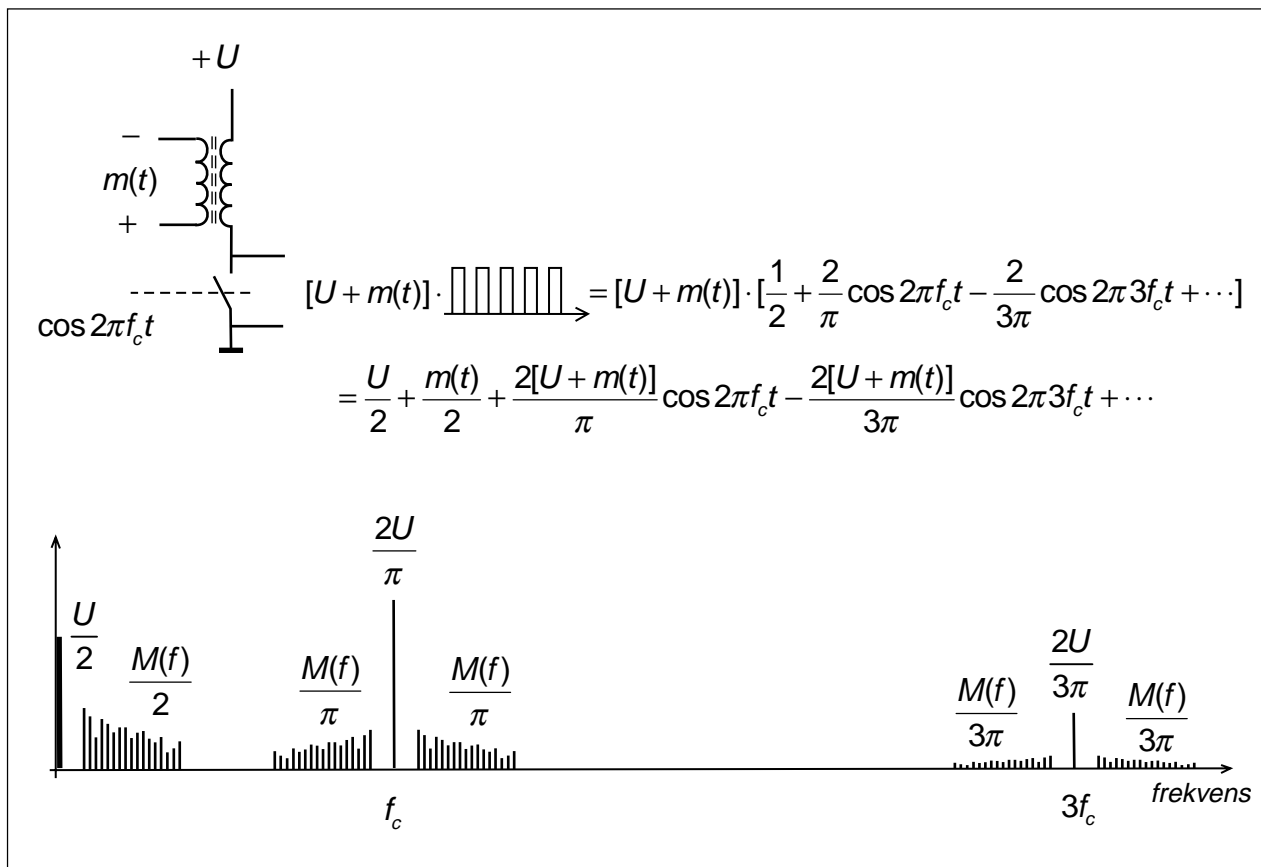 +U
−
m(t)
+
cos 2πf_c t
[U + m(t)] · = [U + m(t)] · [1/2 + 2/π cos 2πf_c t − 2/3π cos 2π3f_c t + ⋯]
= U/2 + m(t)/2 + 2[U + m(t)]/π cos 2πf_c t − 2[U + m(t)]/3π cos 2π3f_c t + ⋯
U/2
M(f)/2
M(f)/π
2U/π
M(f)/π
M(f)/3π
2U/3π
M(f)/3π
f_c
3f_c
frekvens